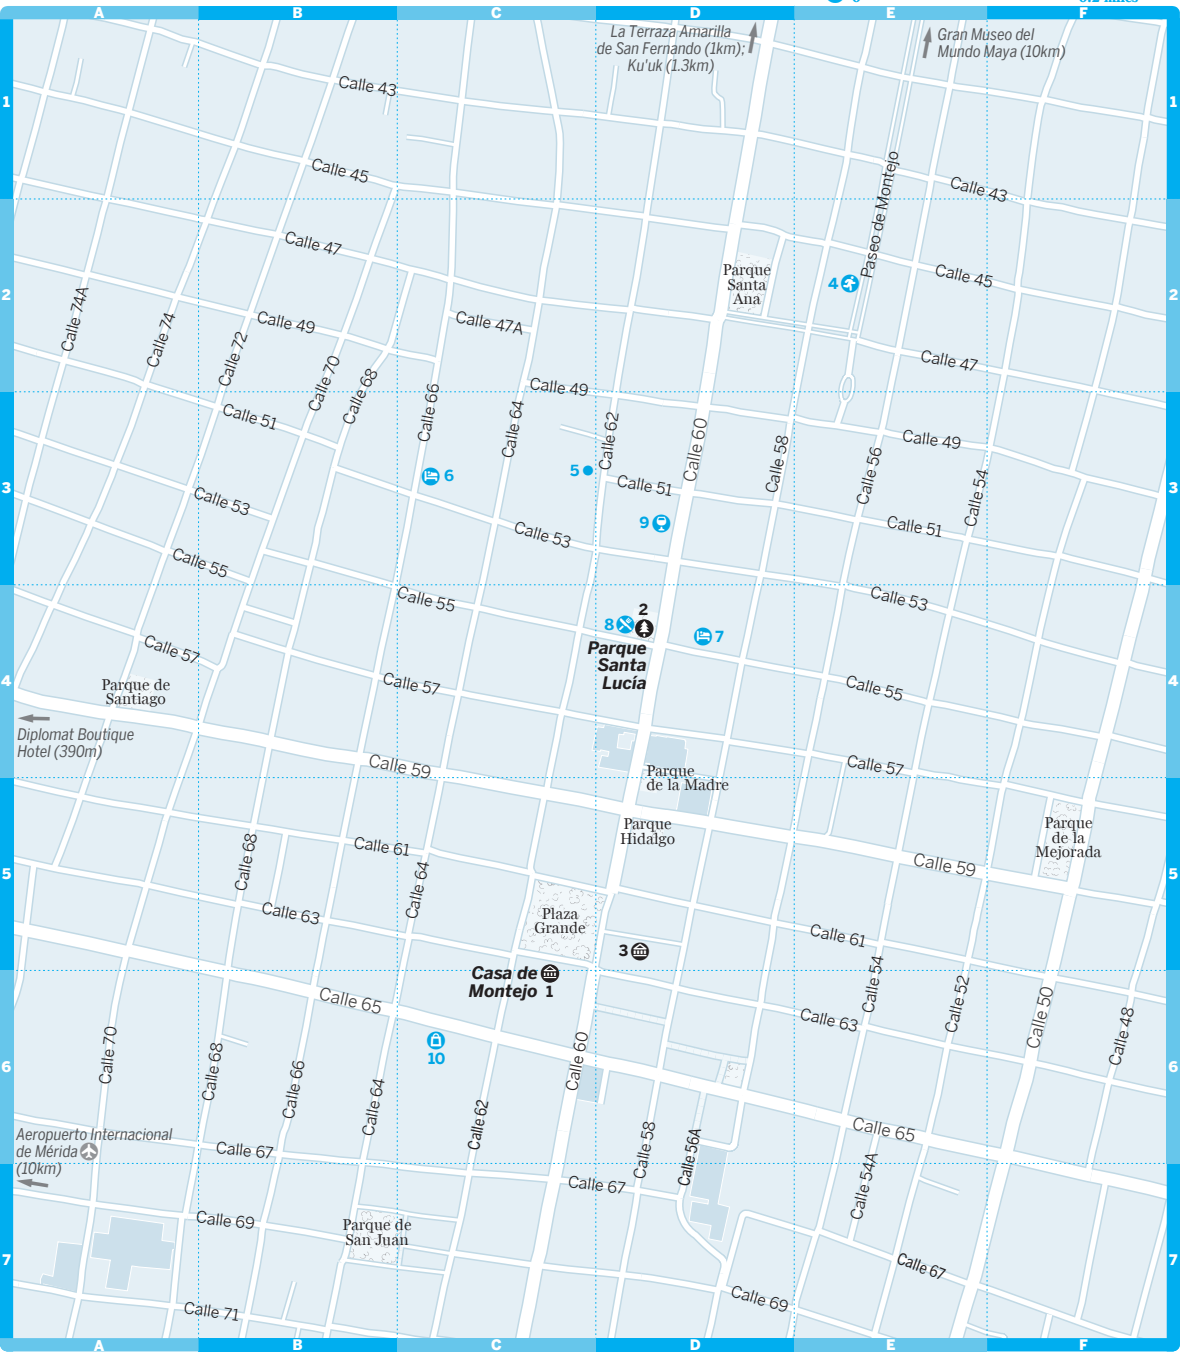 A
B
C
D
E
F
La Terraza Amarilla
de San Fernando (1km);
Ku'uk (1.3km)
Gran Museo del
Mundo Maya (10km)
1
1
Calle 43
Calle 45
Paseo de Montejo
Calle 43
Calle 47
Parque
Santa
Ana
4
Calle 45
2
2
Calle 74A
Calle 74
Calle 72
Calle 49
Calle 70
Calle 68
Calle 47A
Calle 47
Calle 66
Calle 49
Calle 64
Calle 62
Calle 60
Calle 58
Calle 56
Calle 49
Calle 54
Calle 51
6
5
Calle 51
3
3
Calle 53
9
Calle 53
Calle 51
Calle 55
Calle 55
2
Calle 53
8
7
Parque
Santa
Lucía
Calle 57
Parque de
Santiago
Calle 57
Calle 55
4
4
Diplomat Boutique
Hotel (390m)
Calle 59
Parque
de la Madre
Calle 57
Parque
Hidalgo
Parque
de la
Mejorada
Calle 61
Calle 68
Calle 64
Calle 59
5
5
Calle 63
Plaza
Grande
Calle 61
3
Casa de
Montejo
1
Calle 65
Calle 54
Calle 52
Calle 50
Calle 48
Calle 63
10
Calle 60
6
6
Calle 70
Calle 68
Calle 66
Calle 64
Calle 62
Calle 58
Calle 56A
Calle 65
Aeropuerto Internacional
de Mérida
(10km)
Calle 67
Calle 67
Calle 54A
Calle 69
Parque de
San Juan
Calle 67
7
7
Calle 69
Calle 71
A
B
C
D
E
F